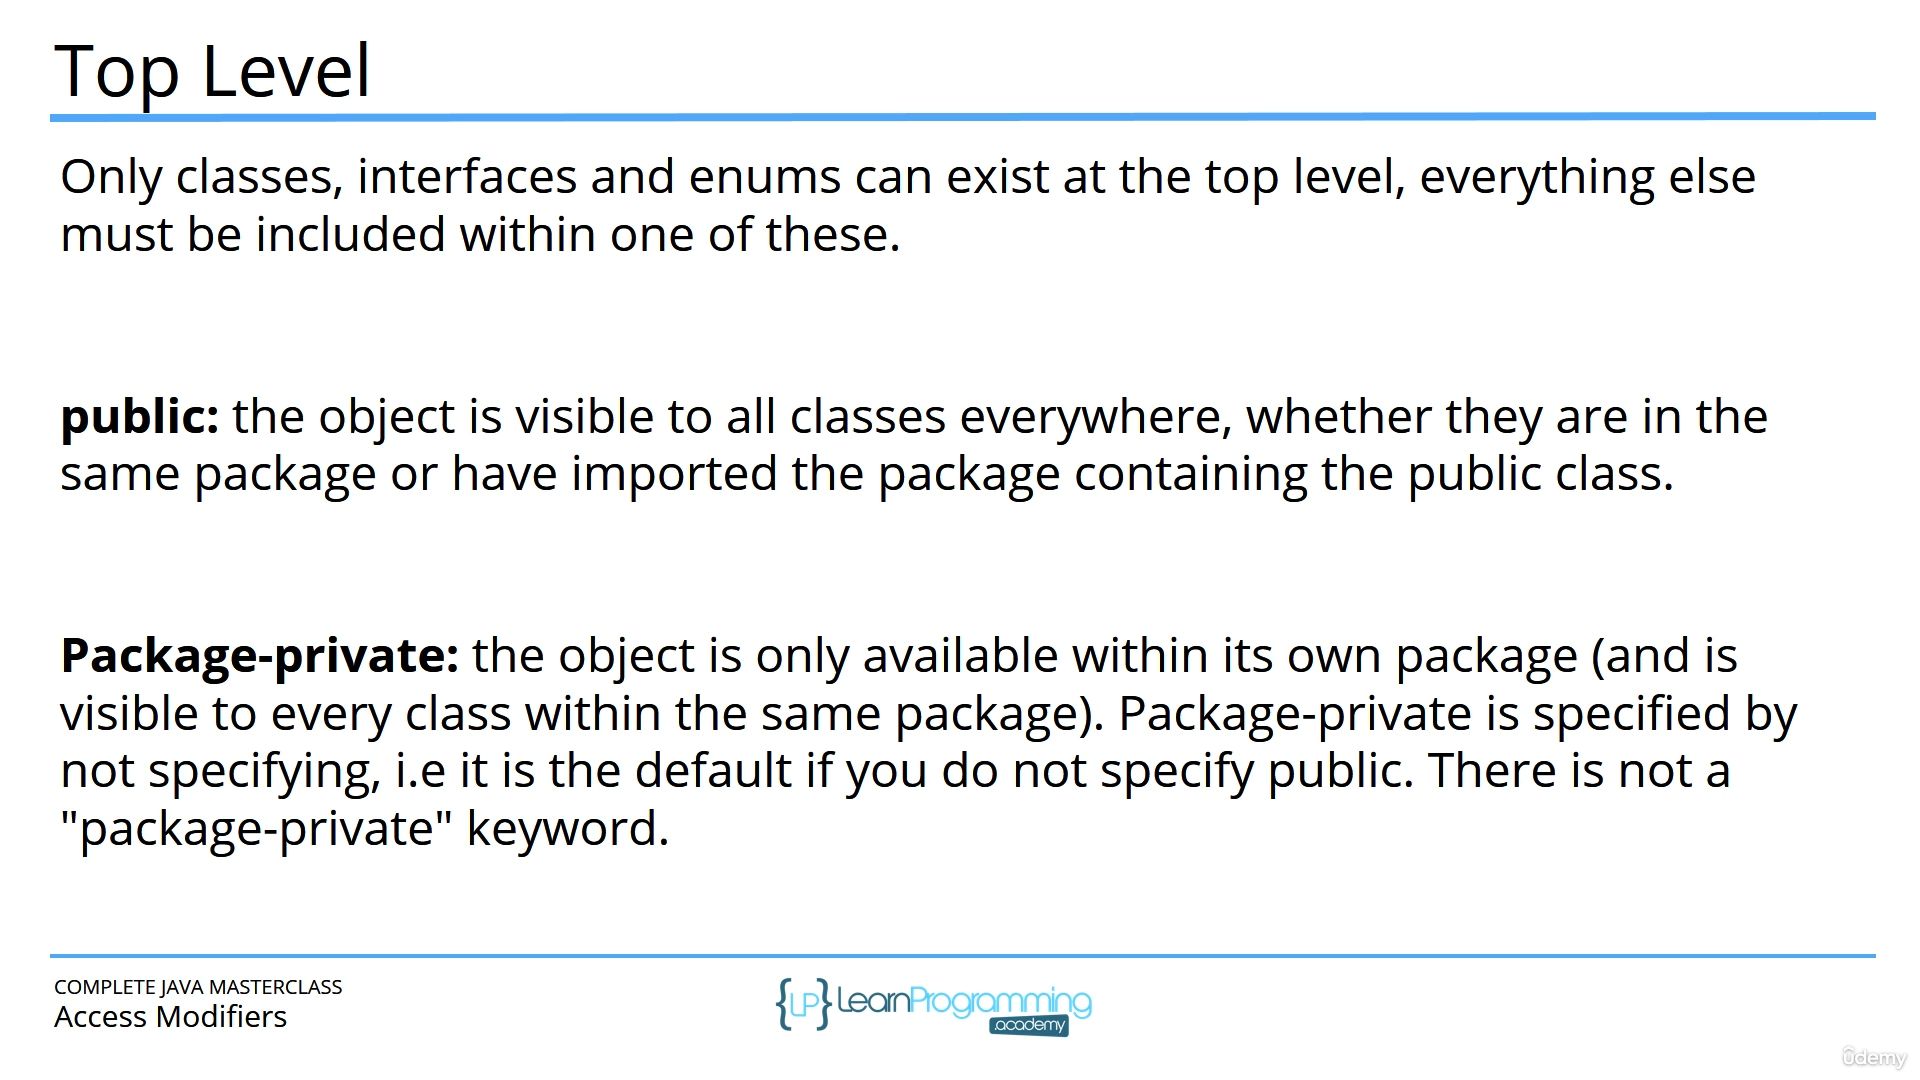 Top Level
Only classes, interfaces and enums can exist at the top level, everything else
must be included within one of these.
public: the object is visible to all classes everywhere, whether they are in the
same package or have imported the package containing the public class.
Package-private: the object is only available within its own package (and is
visible to every class within the same package). Package-private is specified by
not specifying, i.e it is the default if you do not specify public. There is not a
"package-private" keyword.
COMPLETE JAVA MASTERCLASS
Access Modifiers
{LP} LearnProgramming
.academy
ûdemy